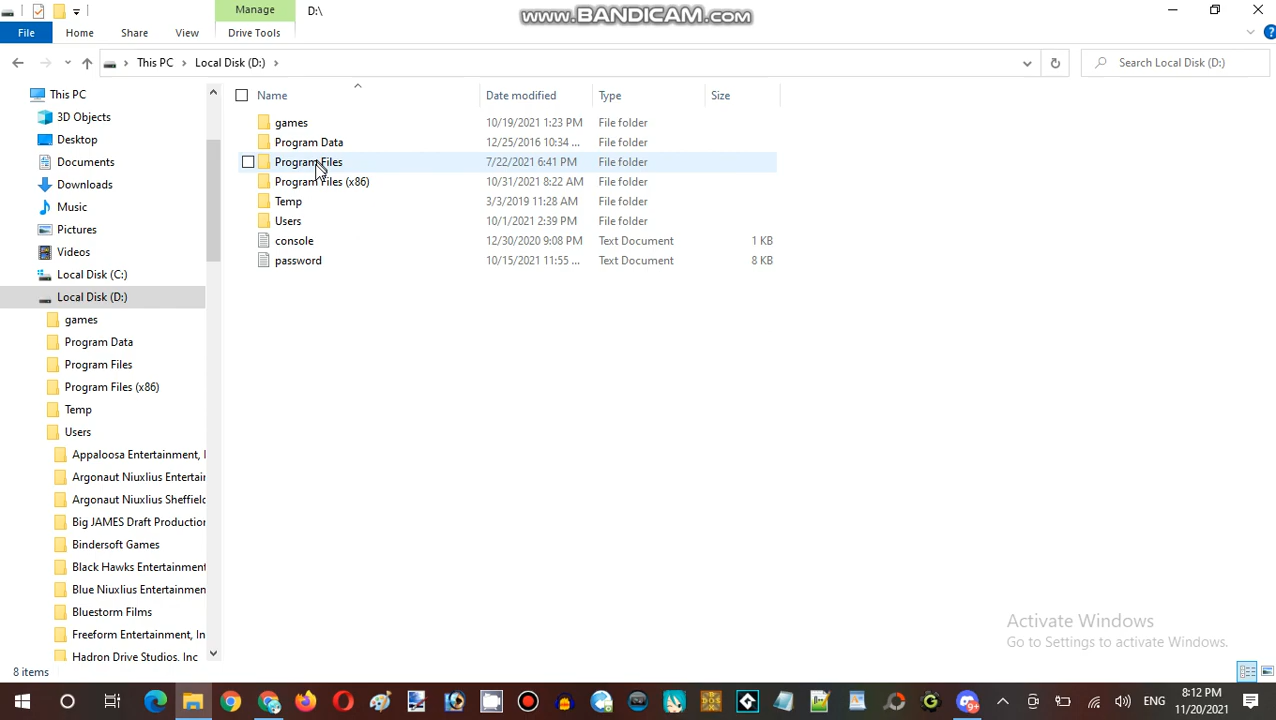 Manage
D:\
www.BANDICAM.com
File
Home
Share
View
Drive Tools
This PC
Local Disk (D:)
Search Local Disk (D:)
This PC
3D Objects
Desktop
Documents
Downloads
Music
Pictures
Videos
Local Disk (C:)
Local Disk (D:)
games
Program Data
Program Files
Program Files (x86)
Temp
Users
Appaloosa Entertainment, I
Argonaut Niuxlius Entertai
Argonaut Niuxlius Sheffield
Big JAMES Draft Production
Bindersoft Games
Black Hawks Entertainment
Blue Niuxlius Entertainmen
Bluestorm Films
Freeform Entertainment, In
Hadron Drive Studios, Inc
Name Date modified Type Size
games 10/19/2021 1:23 PM File folder
Program Data 12/25/2016 10:34 ... File folder
Program Files 7/22/2021 6:41 PM File folder
Program Files (x86) 10/31/2021 8:22 AM File folder
Temp 3/3/2019 11:28 AM File folder
Users 10/1/2021 2:39 PM File folder
console 12/30/2020 9:08 PM Text Document 1 KB
password 10/15/2021 11:55 ... Text Document 8 KB
Activate Windows
Go to Settings to activate Windows.
8 items
ENG
8:12 PM
11/20/2021